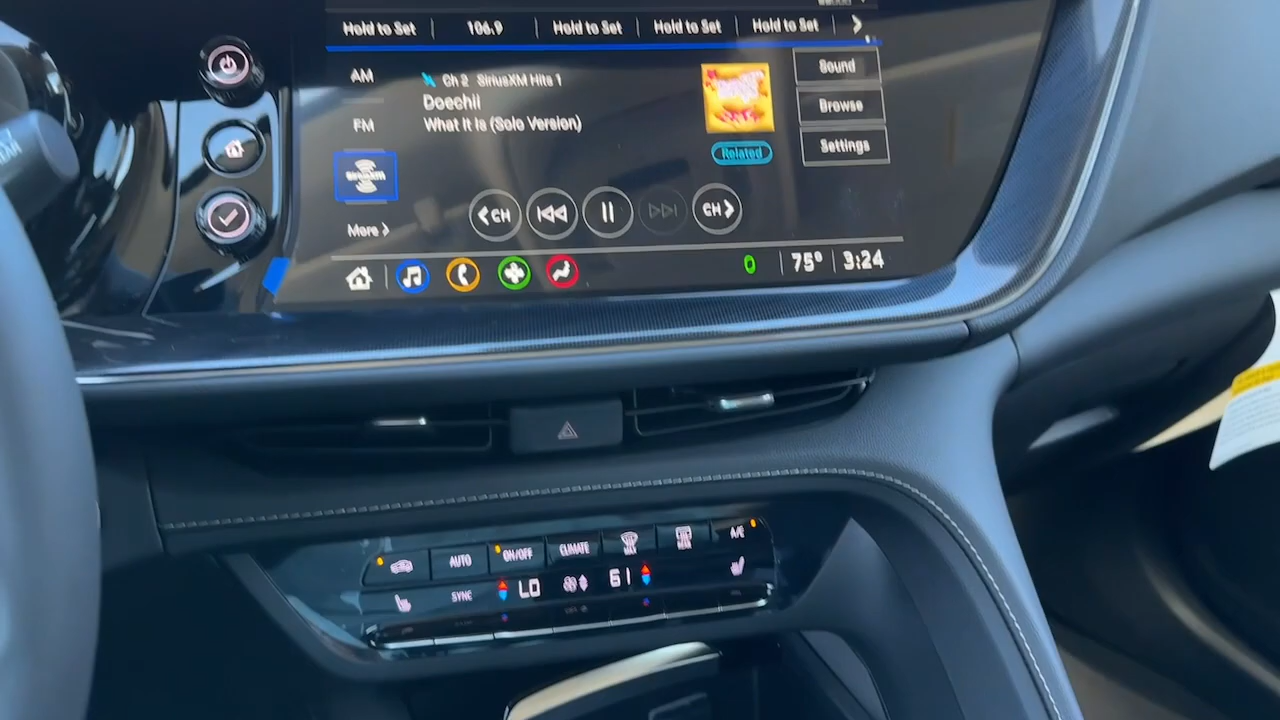 Hold to Set 106.9 Hold to Set Hold to Set Hold to Set
AM
FM
SiriusXM
More
Ch 2 SiriusXM Hits 1
Doechii
What It Is (Solo Version)
Related
Sound
Browse
Settings
CH
CH
75° 3:24
AUTO ON/OFF CLIMATE A/C
SYNC LO 61